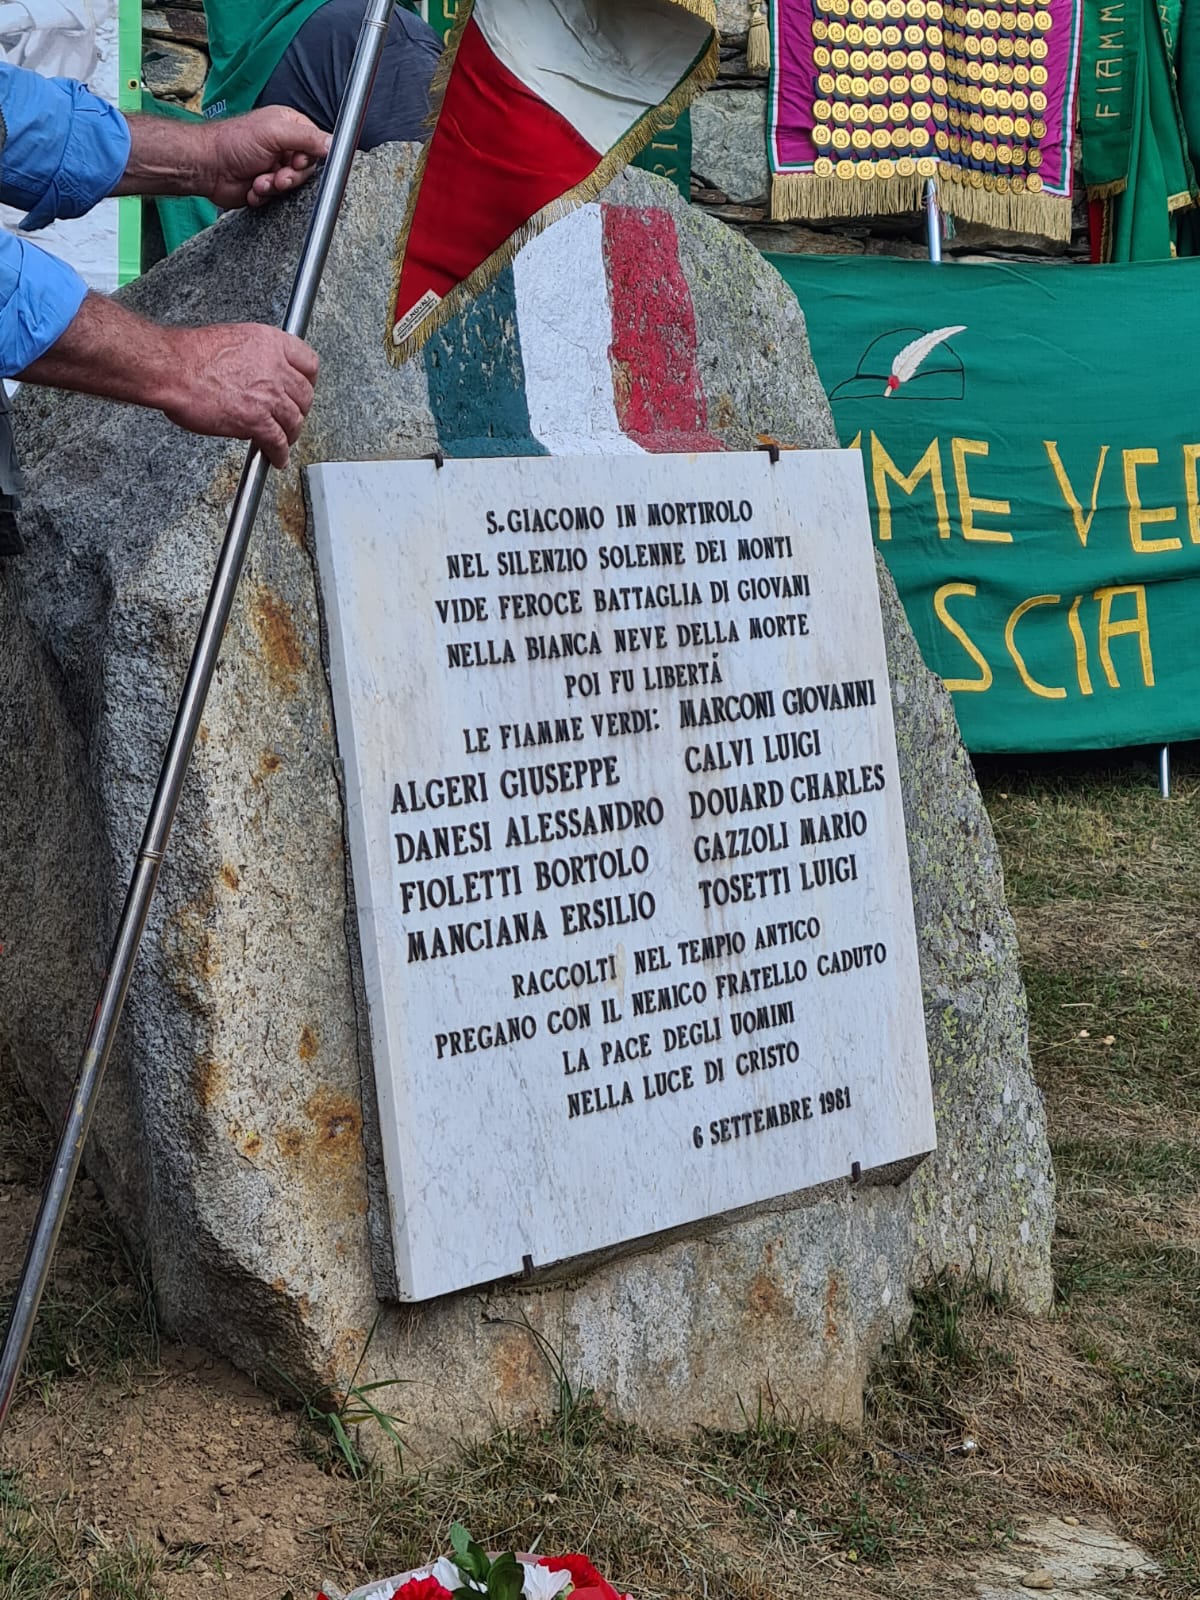 S. GIACOMO IN MORTIROLO
NEL SILENZIO SOLENNE DEI MONTI
VIDE FEROCE BATTAGLIA DI GIOVANI
NELLA BIANCA NEVE DELLA MORTE
POI FU LIBERTÀ
LE FIAMME VERDI: MARCONI GIOVANNI
ALGERI GIUSEPPE CALVI LUIGI
DANESI ALESSANDRO DOUARD CHARLES
FIOLETTI BORTOLO GAZZOLI MARIO
MANCIANA ERSILIO TOSETTI LUIGI
RACCOLTI NEL TEMPIO ANTICO
PREGANO CON IL NEMICO FRATELLO CADUTO
LA PACE DEGLI UOMINI
NELLA LUCE DI CRISTO
6 SETTEMBRE 1981
MME VE
SCIA
FIAMM